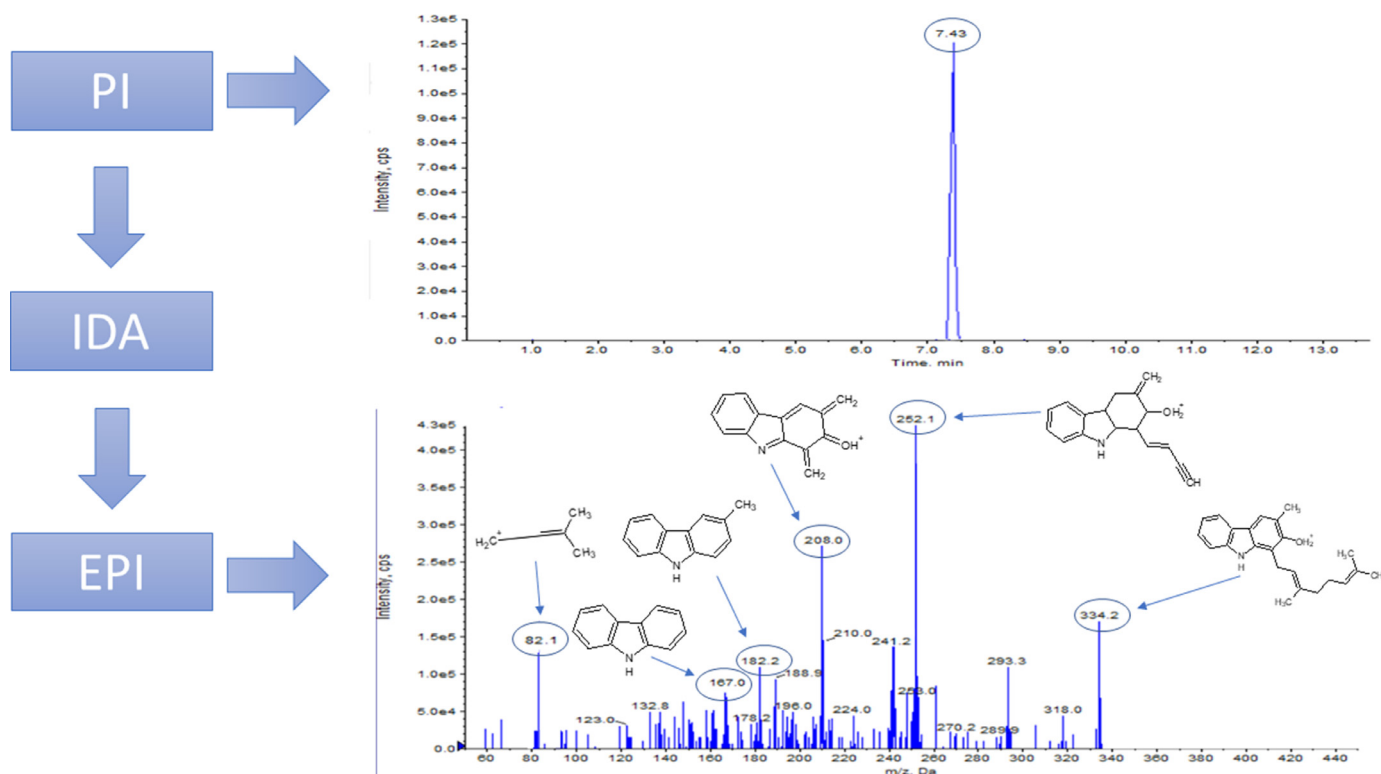 PI
IDA
EPI
Intensity, cps
1.3e5
1.2e5
1.1e5
1.0e5
9.0e4
8.0e4
7.0e4
6.0e4
5.0e4
4.0e4
3.0e4
2.0e4
1.0e4
0.0
7.43
1.0 2.0 3.0 4.0 5.0 6.0 7.0 8.0 9.0 10.0 11.0 12.0 13.0
Time, min
Intensity, cps
4.3e5
4.0e5
3.5e5
3.0e5
2.5e5
2.0e5
1.5e5
1.0e5
5.0e4
0.0
H2C+
CH3
CH3
82.1
N
H
167.0
CH3
N
H
182.2
CH2
N
OH+
CH2
208.0
CH2
OH2+
N
H
CH
252.1
CH3
OH2+
N
H
H3C
H3C
CH
334.2
123.0
132.8
178.2
188.9
196.0
210.0
224.0
241.2
253.0
270.2
289.9
293.3
318.0
60 80 100 120 140 160 180 200 220 240 260 280 300 320 340 360 380 400 420 440
m/z, Da